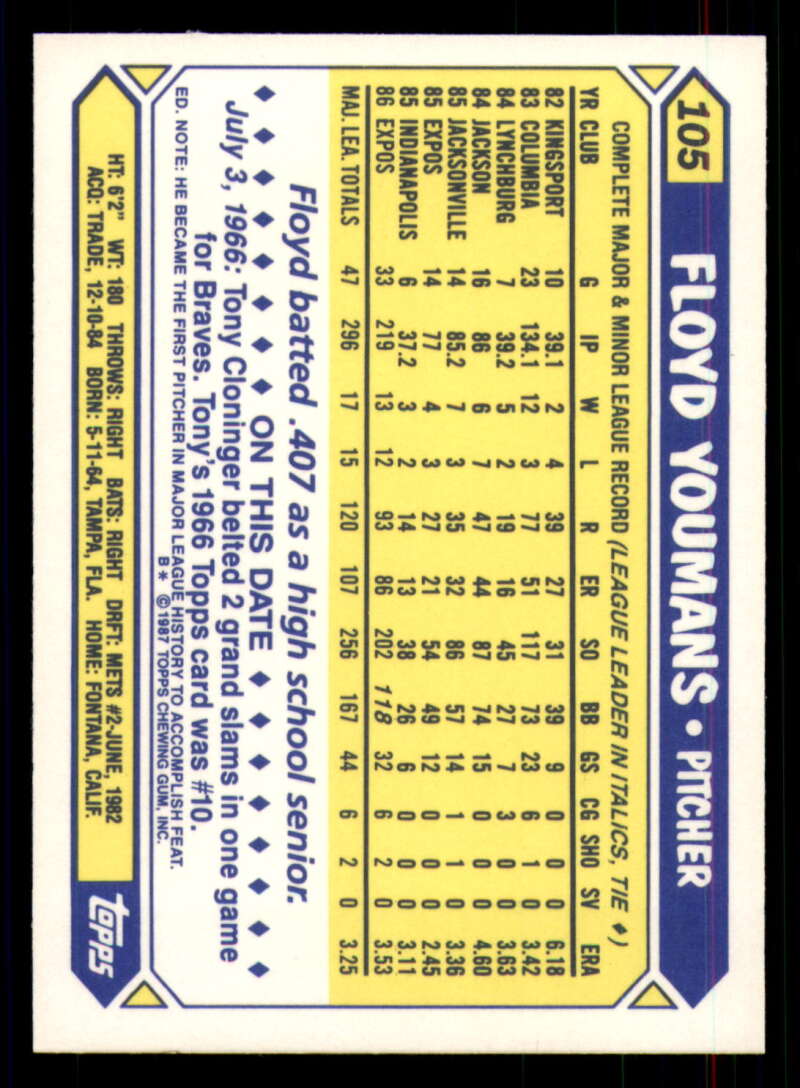 105 FLOYD YOUMANS • PITCHER
COMPLETE MAJOR & MINOR LEAGUE RECORD (LEAGUE LEADER IN ITALICS, TIE ♦)
YR CLUB G IP W L R ER SO BB GS CG SHO SV ERA
82 KINGSPORT 10 39.1 2 4 39 27 31 39 9 0 0 0 6.18
83 COLUMBIA 23 134.1 12 3 77 51 117 73 23 6 1 0 3.42
84 LYNCHBURG 7 39.2 5 2 19 16 45 27 7 3 0 0 3.63
84 JACKSON 16 86 6 7 47 44 87 74 15 0 0 0 4.60
85 JACKSONVILLE 14 85.2 7 3 35 32 86 57 14 1 1 0 3.36
85 EXPOS 14 77 4 3 27 21 54 49 12 0 0 0 2.45
85 INDIANAPOLIS 6 37.2 3 2 14 13 38 26 6 0 0 0 3.11
86 EXPOS 33 219 13 12 93 86 202 118 32 6 2 0 3.53
MAJ. LEA. TOTALS 47 296 17 15 120 107 256 167 44 6 2 0 3.25
Floyd batted .407 as a high school senior.
♦ ♦ ♦ ♦ ♦ ♦ ♦ ♦ ON THIS DATE ♦ ♦ ♦ ♦ ♦ ♦ ♦ ♦
July 3, 1966: Tony Cloninger belted 2 grand slams in one game
for Braves. Tony's 1966 Topps card was #10.
ED. NOTE: HE BECAME THE FIRST PITCHER IN MAJOR LEAGUE HISTORY TO ACCOMPLISH FEAT.
B* ©1987 TOPPS CHEWING GUM, INC.
HT: 6'2" WT: 180 THROWS: RIGHT BATS: RIGHT DRFT: METS #2-JUNE, 1982
ACQ: TRADE, 12-10-84 BORN: 5-11-64, TAMPA, FLA. HOME: FONTANA, CALIF.
topps